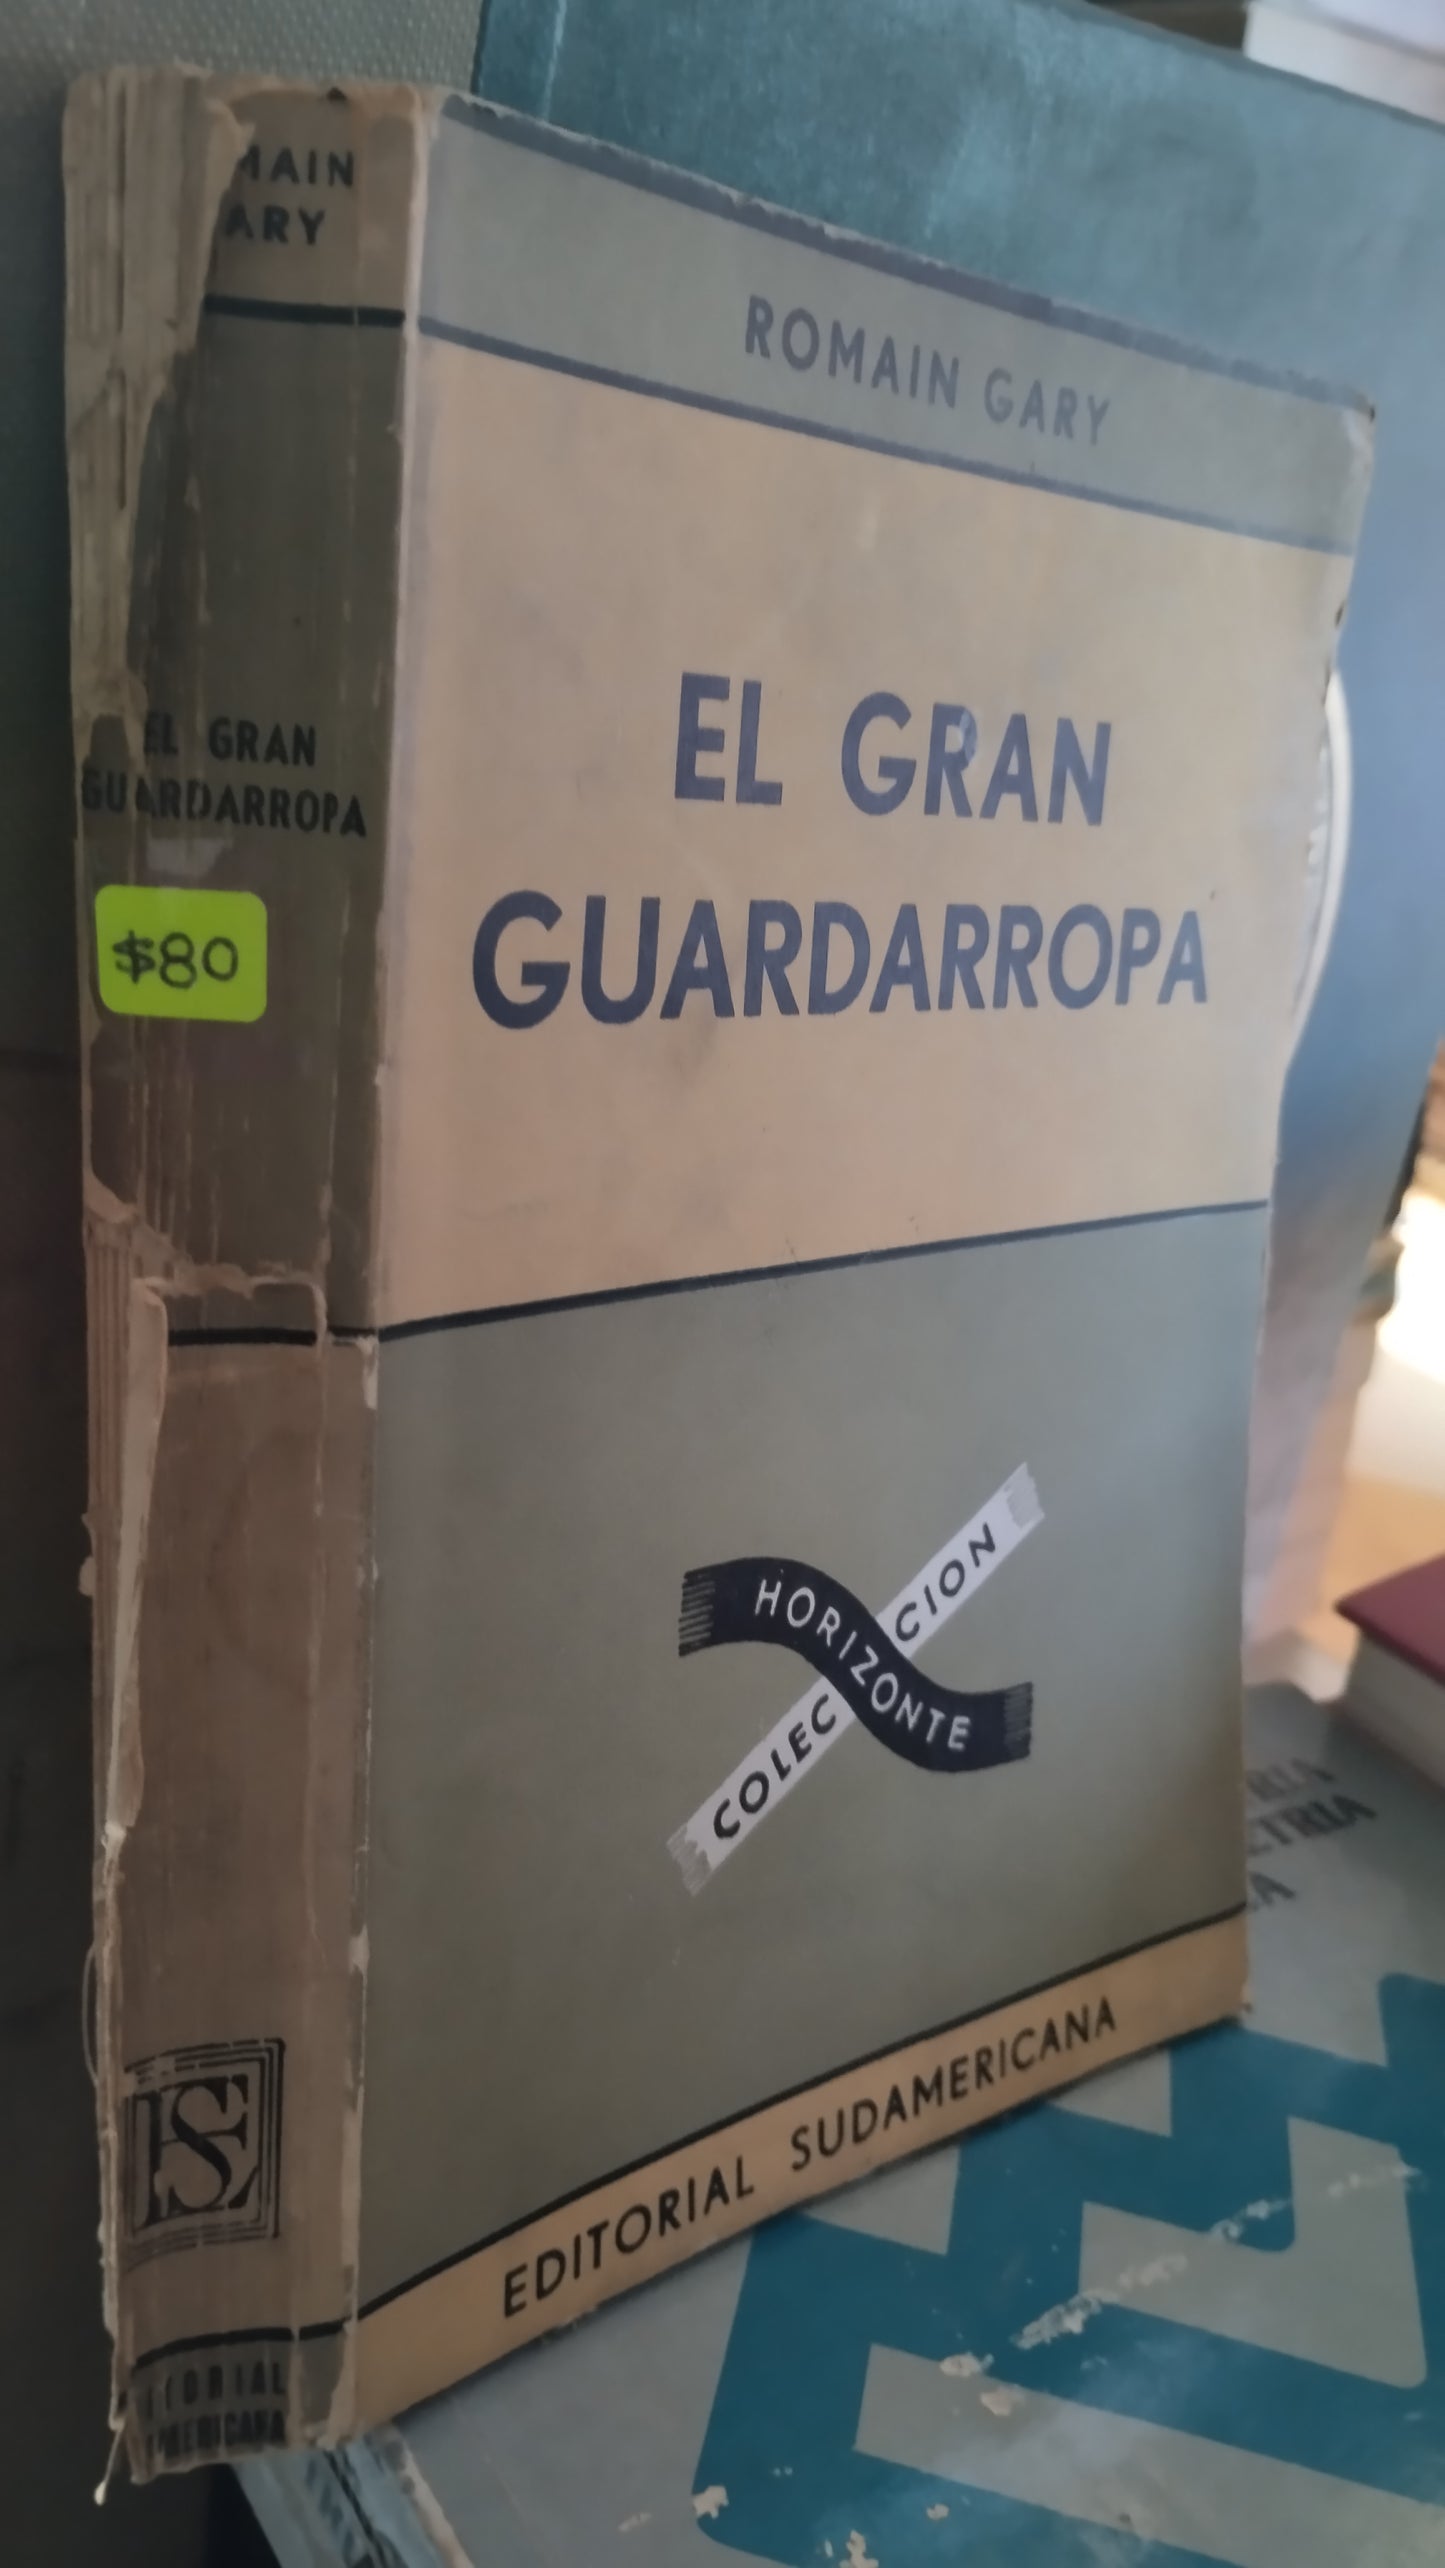 MAIN
ARY
EL GRAN
GUARDARROPA
$80
ROMAIN GARY
EL GRAN
GUARDARROPA
HORIZONTE
COLECCION
EDITORIAL SUDAMERICANA